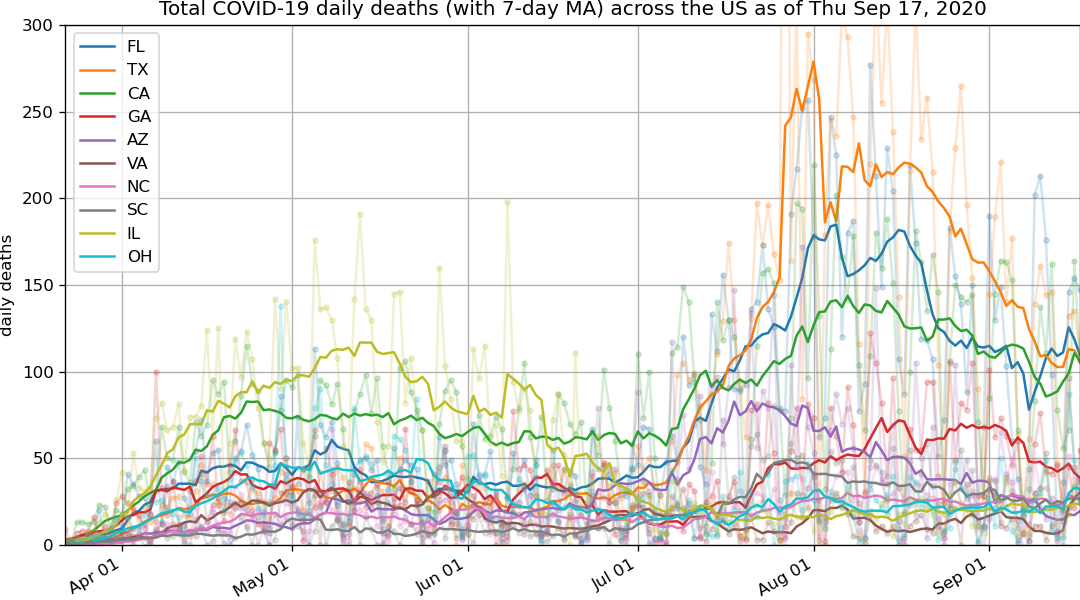 Total COVID-19 daily deaths (with 7-day MA) across the US as of Thu Sep 17, 2020
300
250
200
150
100
50
0
daily deaths
FL
TX
CA
GA
AZ
VA
NC
SC
IL
OH
Apr 01
May 01
Jun 01
Jul 01
Aug 01
Sep 01